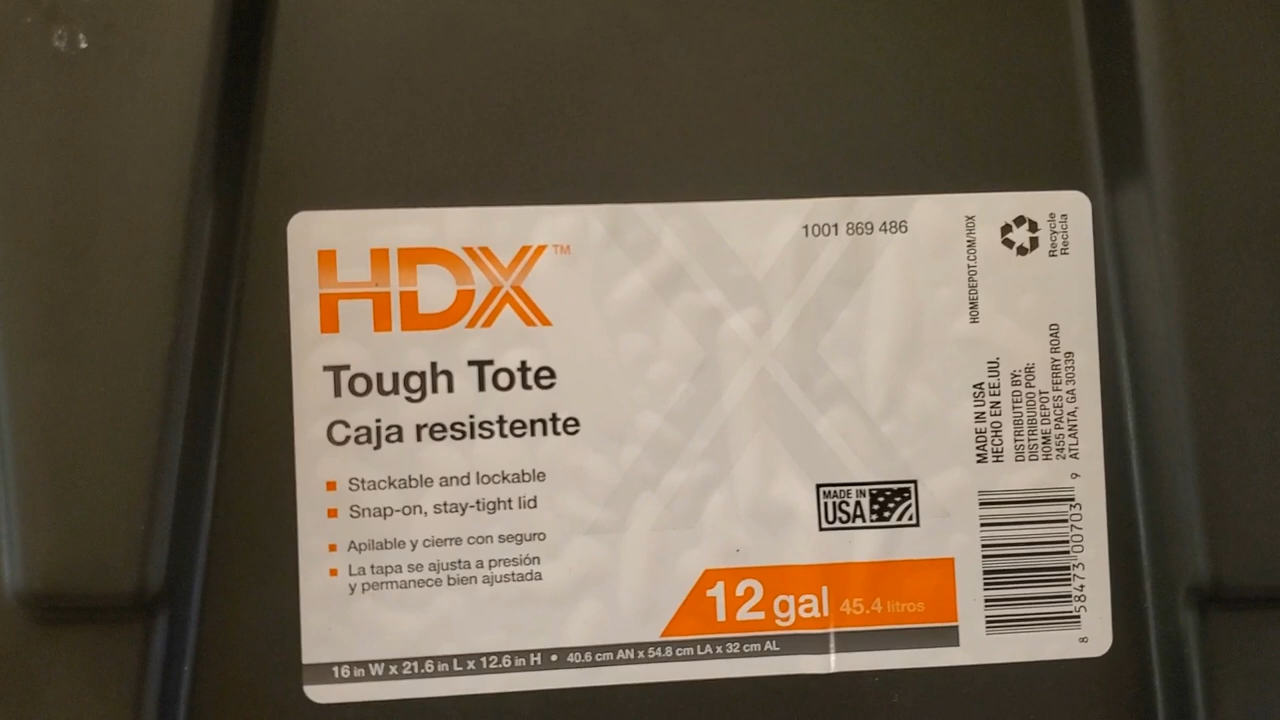 HDX™
1001 869 486
Tough Tote
Caja resistente
Stackable and lockable
Snap-on, stay-tight lid
Apilable y cierre con seguro
La tapa se ajusta a presión
y permanece bien ajustada
MADE IN
USA
12 gal 45.4 litros
16 in W x 21.6 in L x 12.6 in H • 40.6 cm AN x 54.8 cm LA x 32 cm AL
HOMEDEPOT.COM/HDX
Recycle
Recicla
MADE IN USA
HECHO EN EE.UU.
DISTRIBUTED BY:
DISTRIBUIDO POR:
HOME DEPOT
2455 PACES FERRY ROAD
ATLANTA, GA 30339
8 58473 00703 9